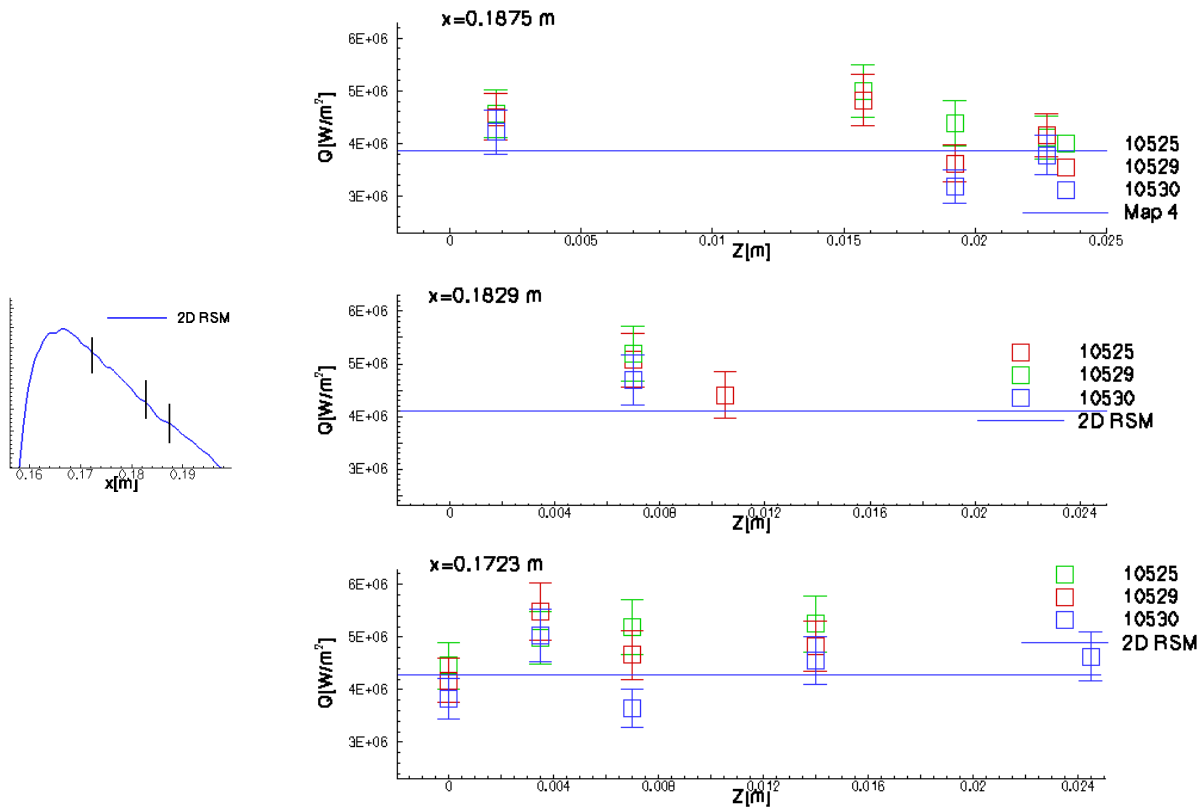 x=0.1875 m
6E+06
5E+06
4E+06
3E+06
Q[W/m²]
0 0.005 0.01 0.015 0.02 0.025
Z[m]
10525
10529
10530
Map 4
2D RSM
0.16 0.17 0.18 0.19
x[m]
x=0.1829 m
6E+06
5E+06
4E+06
3E+06
Q[W/m²]
0 0.004 0.008 0.012 0.016 0.02 0.024
Z[m]
10525
10529
10530
2D RSM
x=0.1723 m
6E+06
5E+06
4E+06
3E+06
Q[W/m²]
0 0.004 0.008 0.012 0.016 0.02 0.024
Z[m]
10525
10529
10530
2D RSM